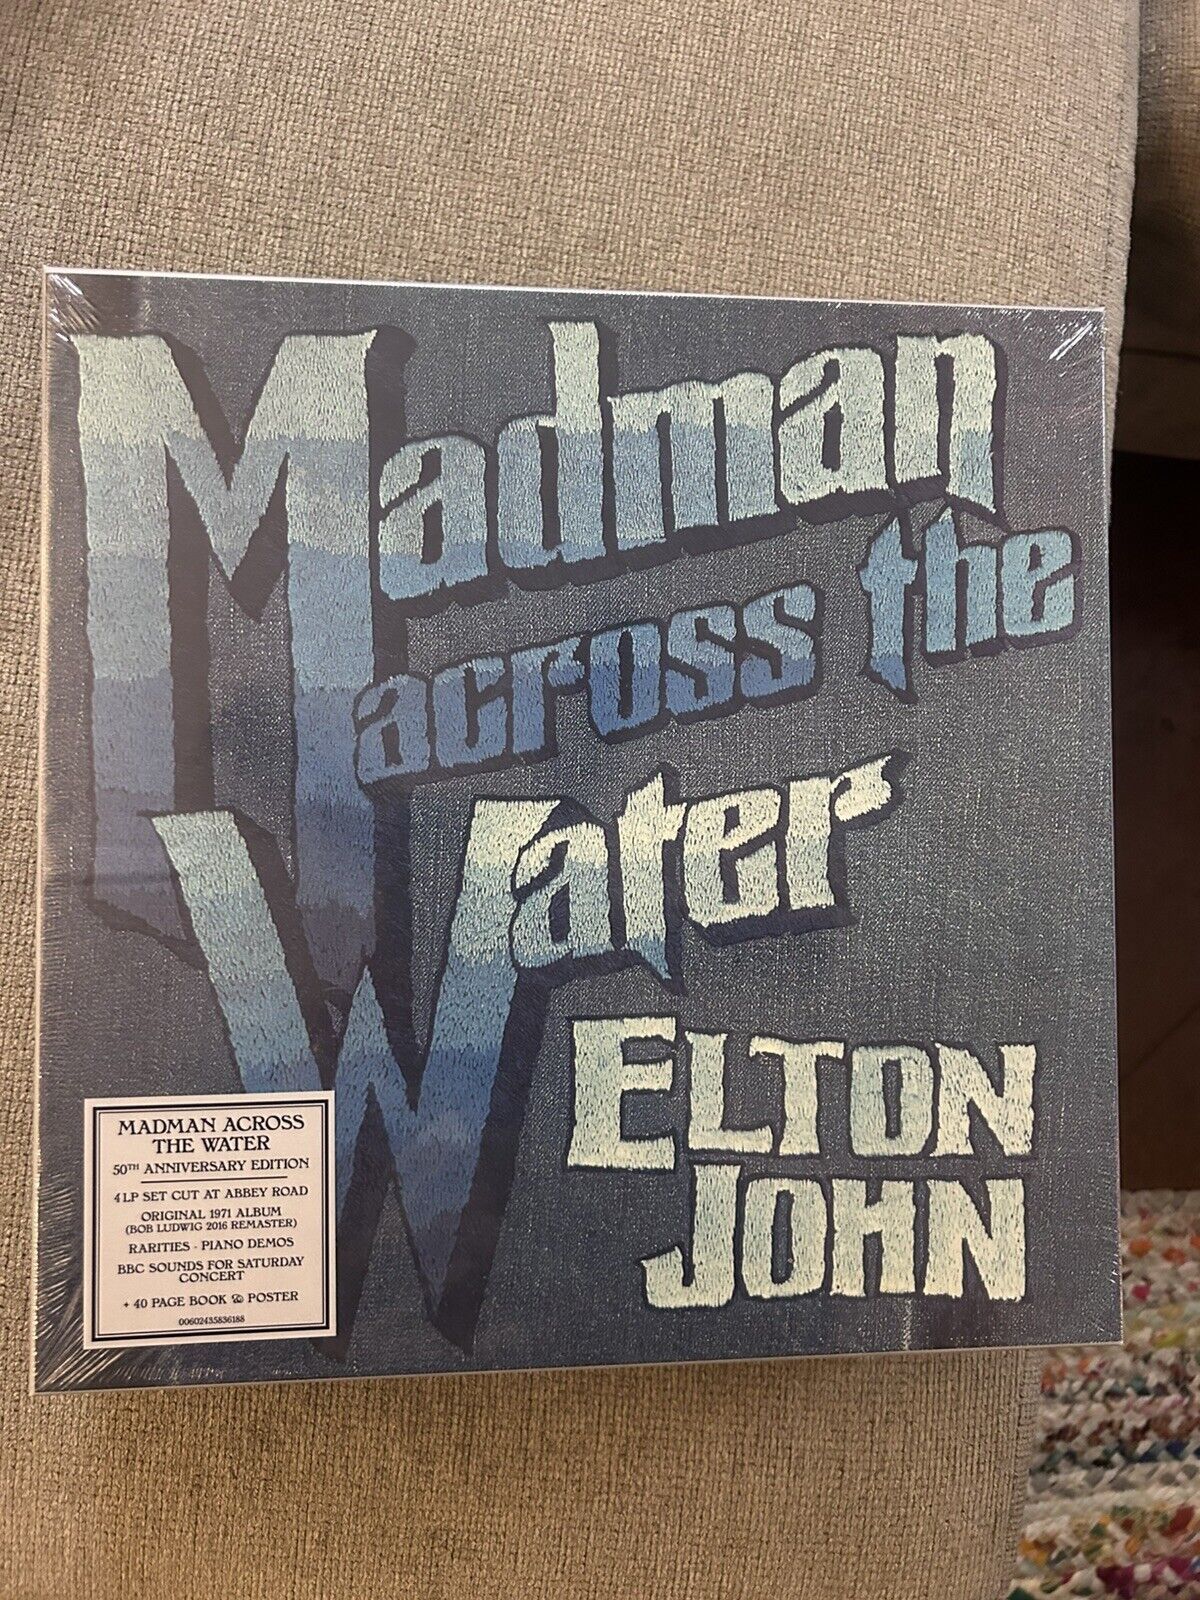 Madman
across the
Water
ELTON
JOHN
MADMAN ACROSS
THE WATER
50TH ANNIVERSARY EDITION
4 LP SET CUT AT ABBEY ROAD
ORIGINAL 1971 ALBUM
(BOB LUDWIG 2016 REMASTER)
RARITIES - PIANO DEMOS
BBC SOUNDS FOR SATURDAY
CONCERT
+ 40 PAGE BOOK & POSTER
00602435836188